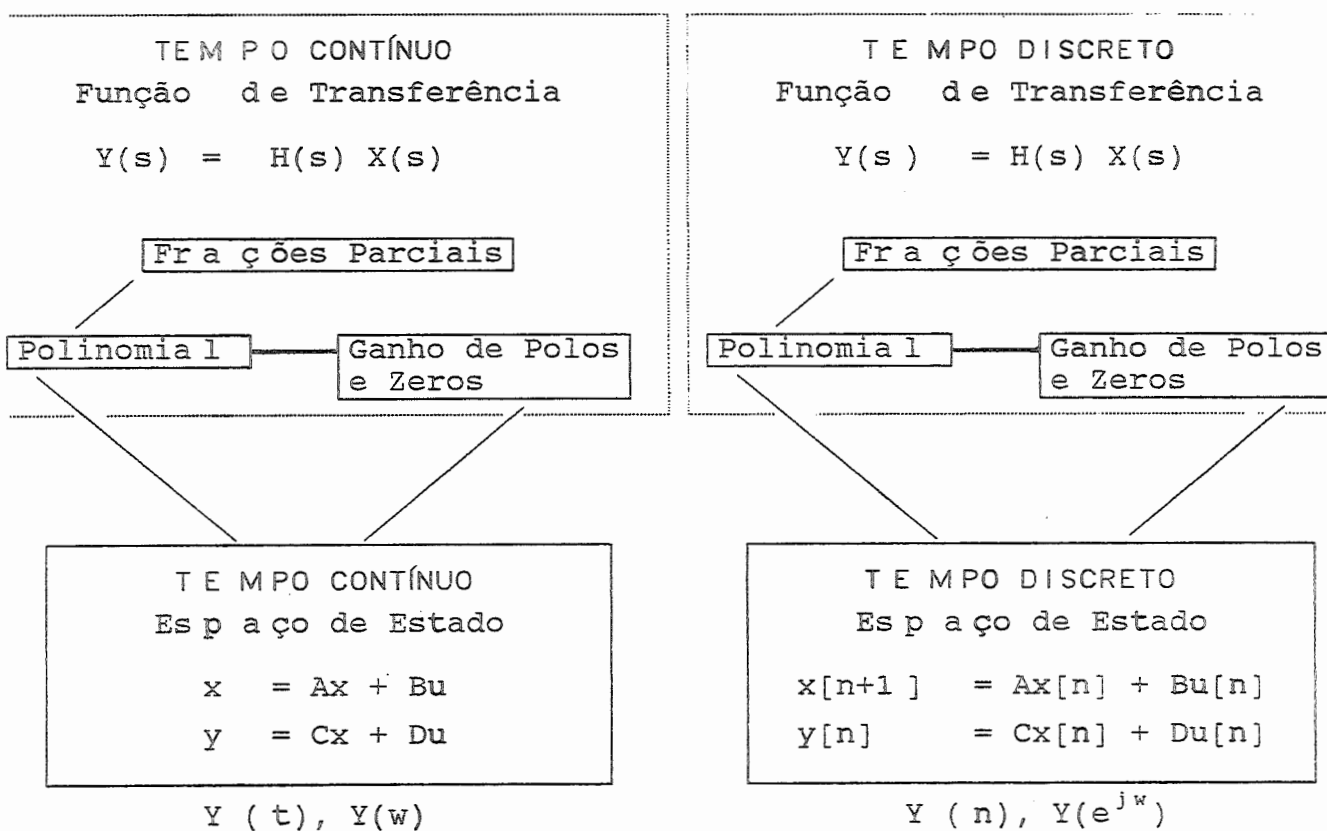 TEMPO CONTÍNUO
Função de Transferência
Y(s) = H(s) X(s)
Frações Parciais
Polinomial
Ganho de Polos
e Zeros
TEMPO CONTÍNUO
Espaço de Estado
x = Ax + Bu
y = Cx + Du
Y (t), Y(w)
TEMPO DISCRETO
Função de Transferência
Y(s) = H(s) X(s)
Frações Parciais
Polinomial
Ganho de Polos
e Zeros
TEMPO DISCRETO
Espaço de Estado
x[n+1] = Ax[n] + Bu[n]
y[n] = Cx[n] + Du[n]
Y (n), Y(e^jw)